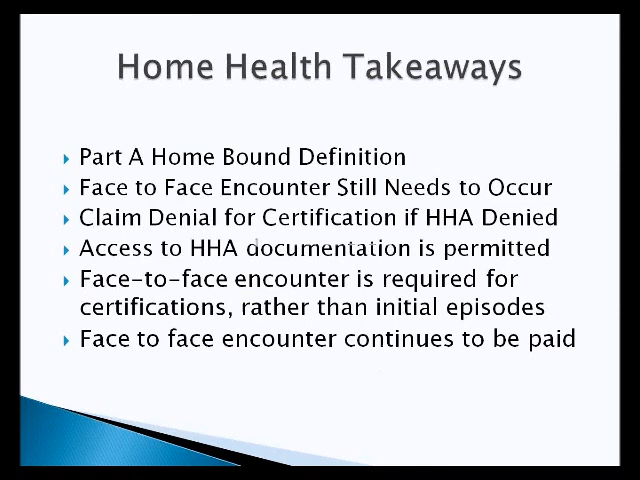 Home Health Takeaways
Part A Home Bound Definition
Face to Face Encounter Still Needs to Occur
Claim Denial for Certification if HHA Denied
Access to HHA documentation is permitted
Face-to-face encounter is required for
certifications, rather than initial episodes
Face to face encounter continues to be paid